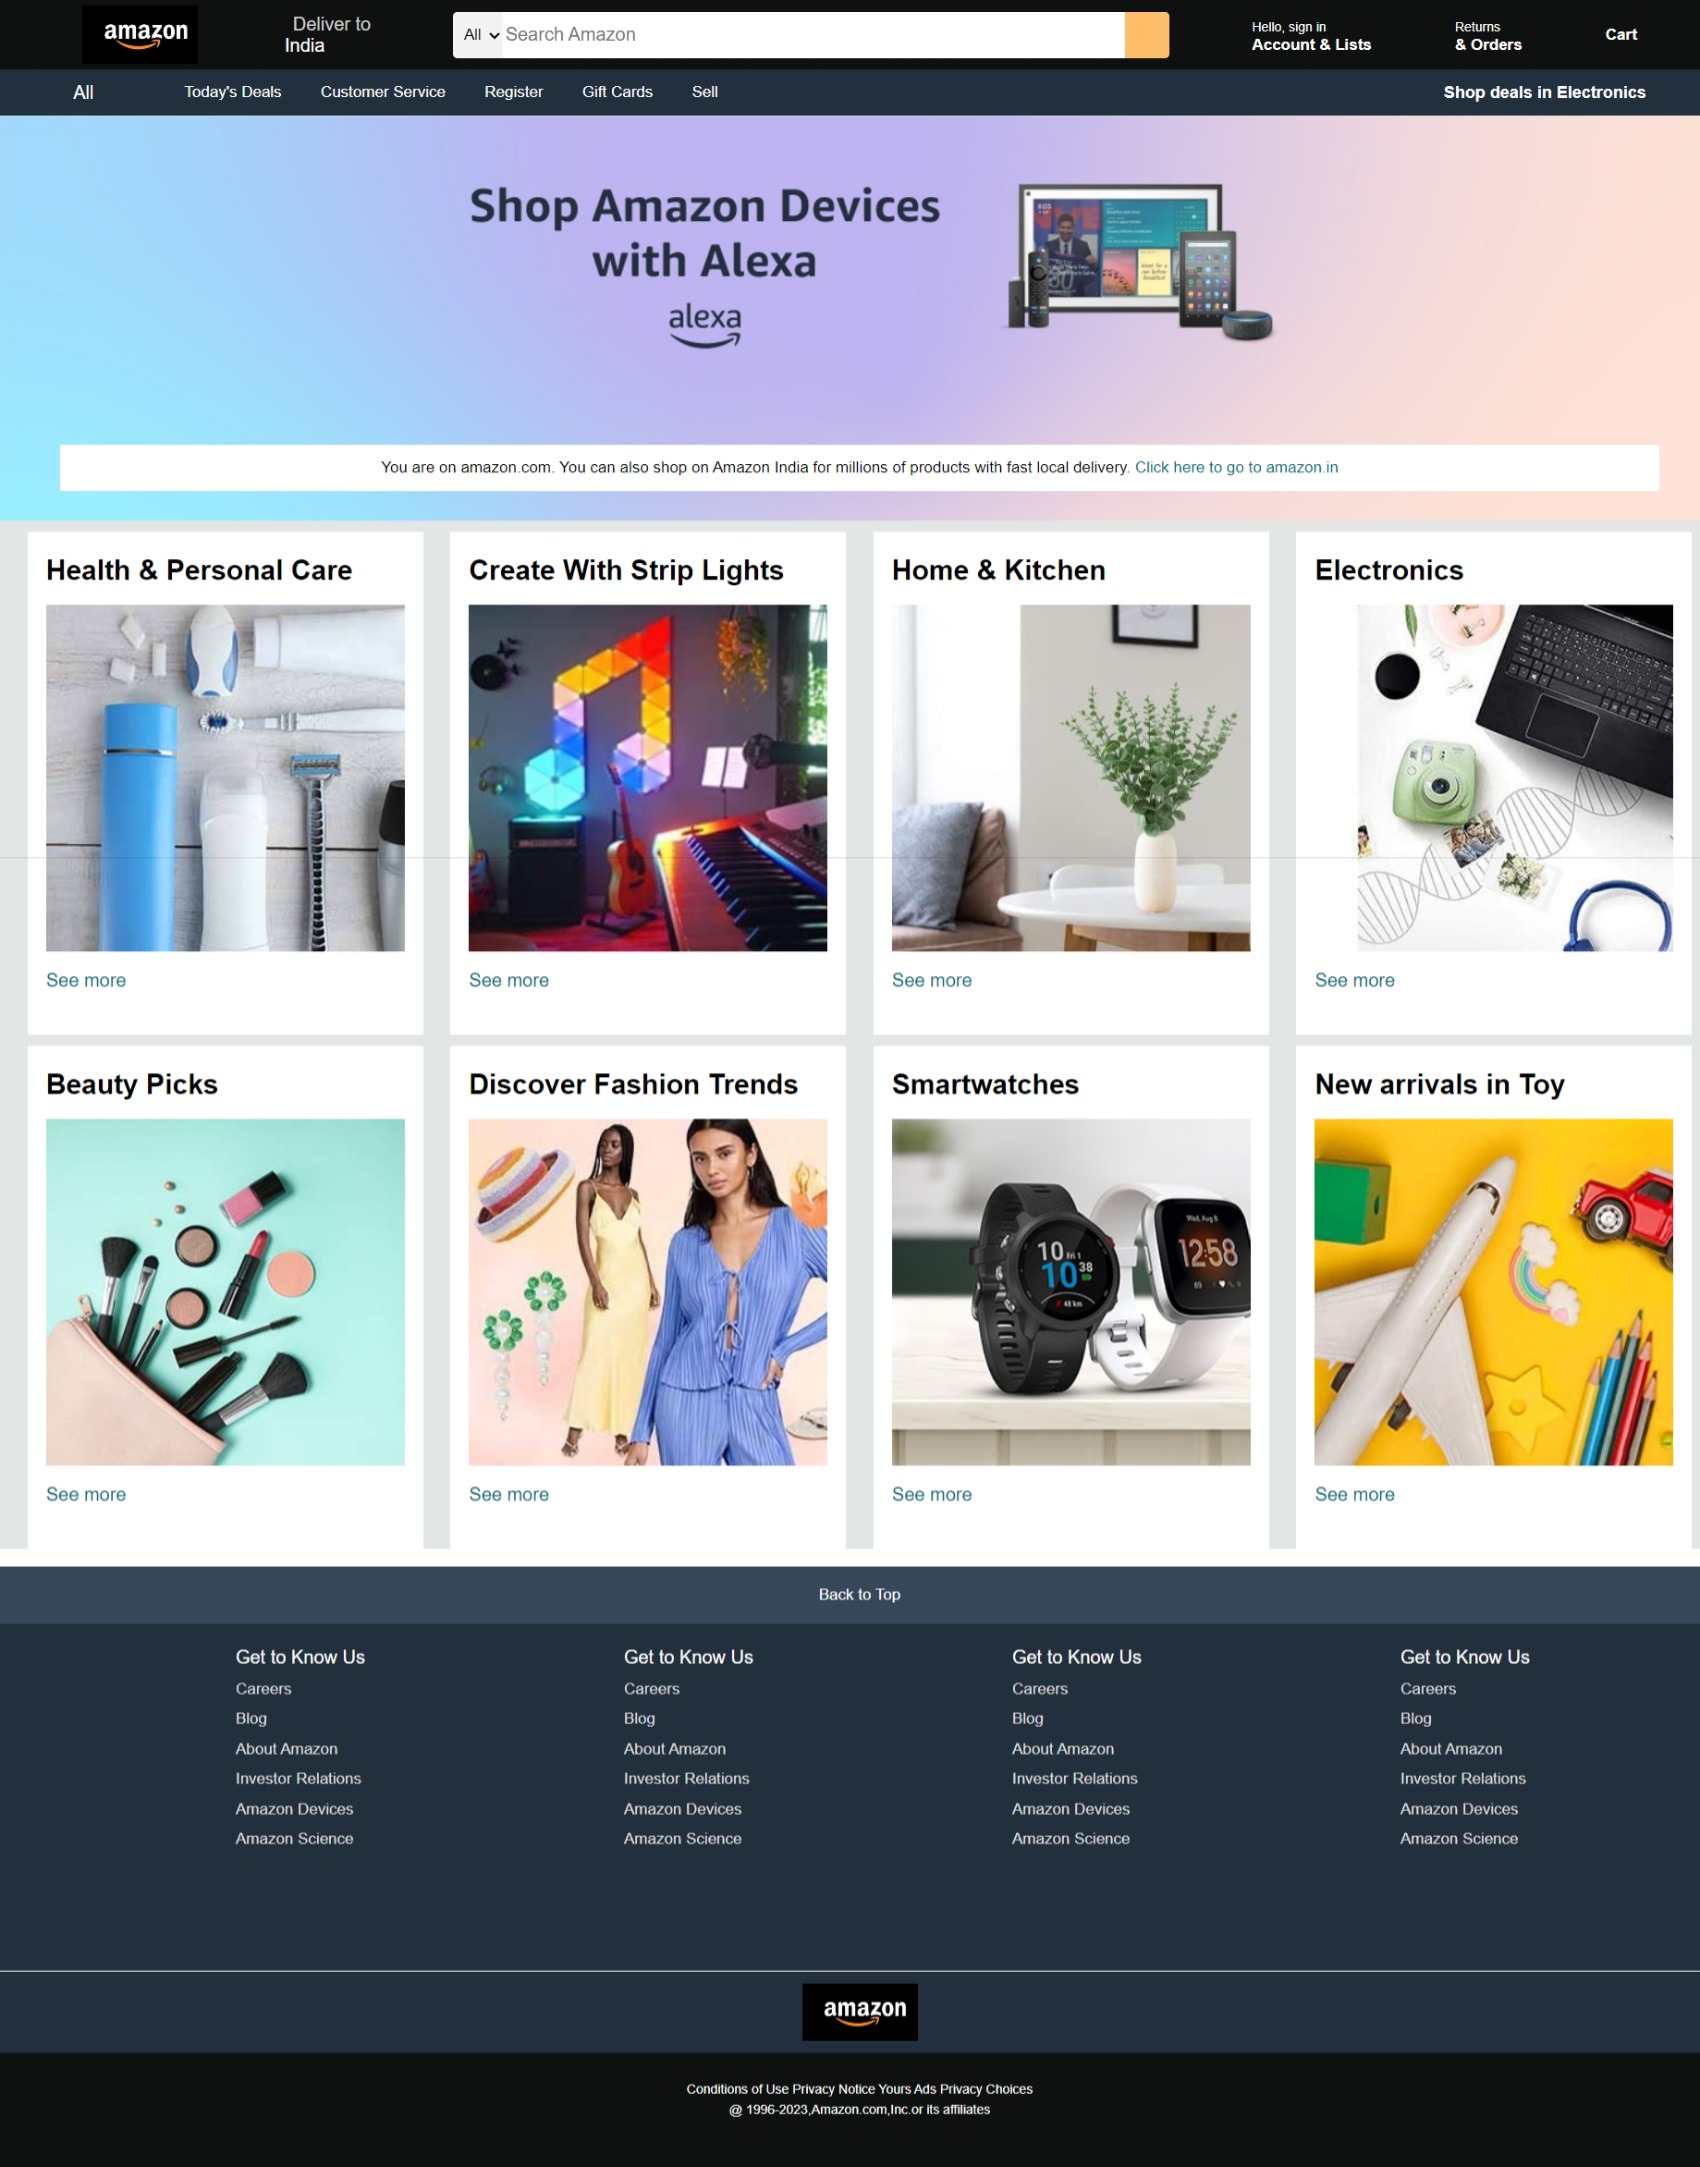 amazon
Deliver to
India
All
Search Amazon
Hello, sign in
Account & Lists
Returns
& Orders
Cart
All
Today's Deals
Customer Service
Register
Gift Cards
Sell
Shop deals in Electronics
Shop Amazon Devices
with Alexa
alexa
You are on amazon.com. You can also shop on Amazon India for millions of products with fast local delivery. Click here to go to amazon.in
Health & Personal Care
Create With Strip Lights
Home & Kitchen
Electronics
See more
See more
See more
See more
Beauty Picks
Discover Fashion Trends
Smartwatches
New arrivals in Toy
10 Fri 1
10 38
48 km
Wed, Aug 8
12:58
89
See more
See more
See more
See more
Back to Top
Get to Know Us
Careers
Blog
About Amazon
Investor Relations
Amazon Devices
Amazon Science
Get to Know Us
Careers
Blog
About Amazon
Investor Relations
Amazon Devices
Amazon Science
Get to Know Us
Careers
Blog
About Amazon
Investor Relations
Amazon Devices
Amazon Science
Get to Know Us
Careers
Blog
About Amazon
Investor Relations
Amazon Devices
Amazon Science
amazon
Conditions of Use Privacy Notice Yours Ads Privacy Choices
@ 1996-2023,Amazon.com,Inc.or its affiliates